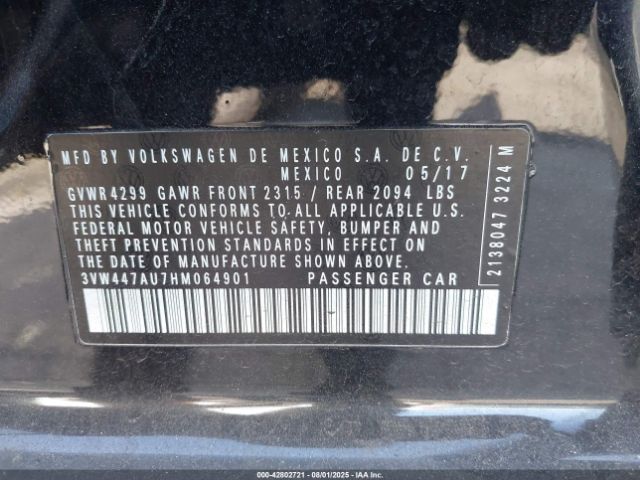 MFD BY VOLKSWAGEN DE MEXICO S.A. DE C.V.
MEXICO 05/17
GVWR4299 GAWR FRONT 2315 / REAR 2094 LBS
THIS VEHICLE CONFORMS TO ALL APPLICABLE U.S.
FEDERAL MOTOR VEHICLE SAFETY, BUMPER AND
THEFT PREVENTION STANDARDS IN EFFECT ON
THE DATE OF MANUFACTURE SHOWN ABOVE.
3VW447AU7HM064901 PASSENGER CAR
2138047 3224 M
000-42802721 - 08/01/2025 - IAA Inc.